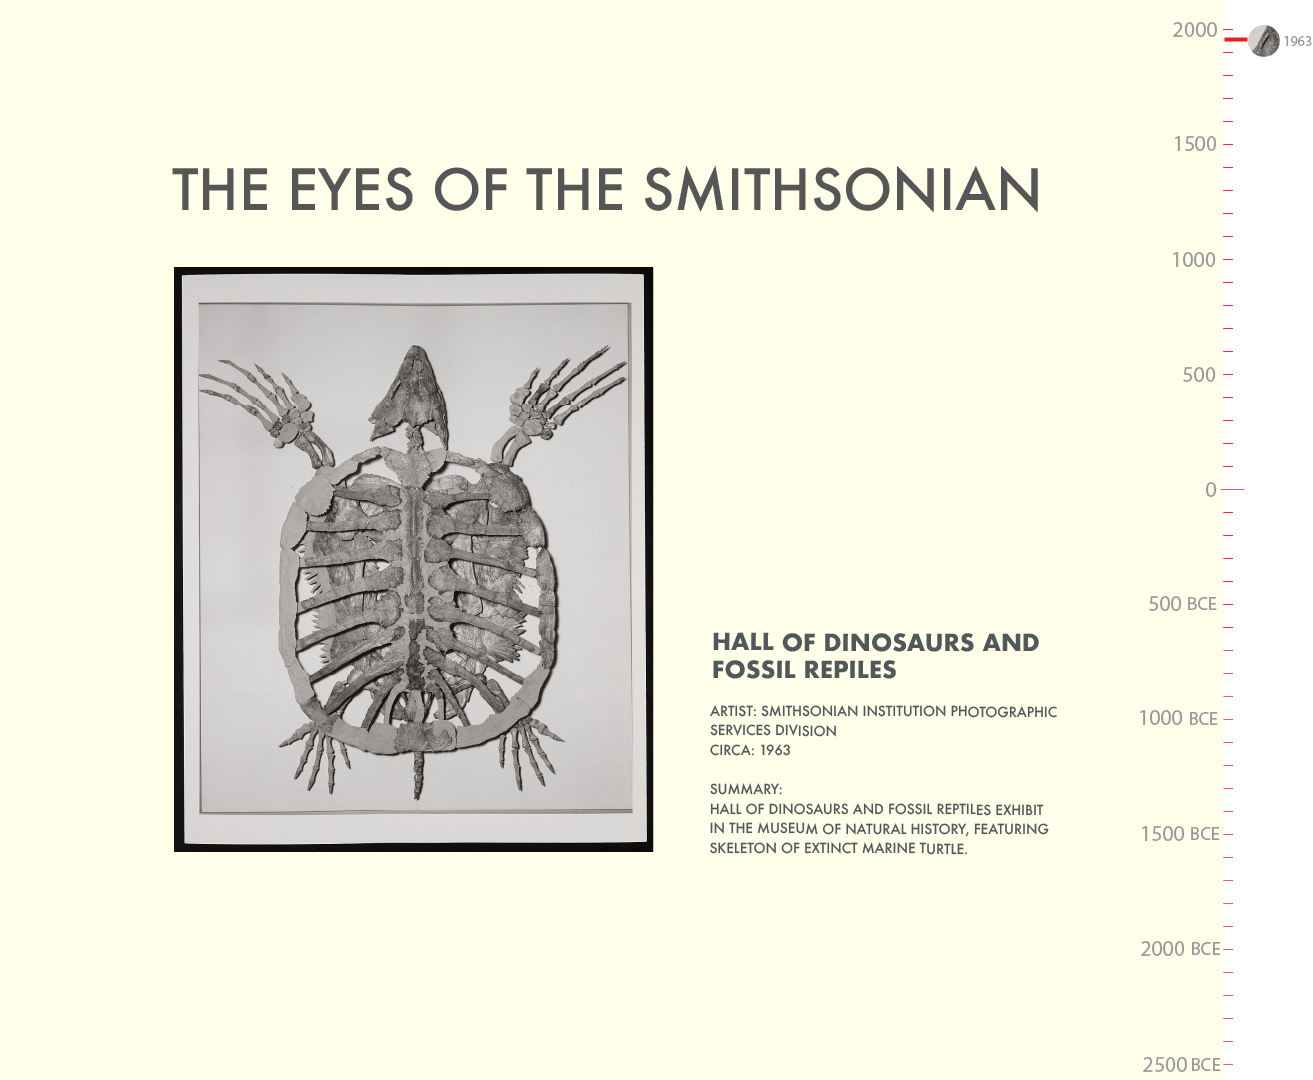 2000
1963
1500
THE EYES OF THE SMITHSONIAN
1000
500
0
500 BCE
HALL OF DINOSAURS AND
FOSSIL REPILES
ARTIST: SMITHSONIAN INSTITUTION PHOTOGRAPHIC
SERVICES DIVISION
CIRCA: 1963
SUMMARY:
HALL OF DINOSAURS AND FOSSIL REPTILES EXHIBIT
IN THE MUSEUM OF NATURAL HISTORY, FEATURING
SKELETON OF EXTINCT MARINE TURTLE.
1000 BCE
1500 BCE
2000 BCE
2500 BCE